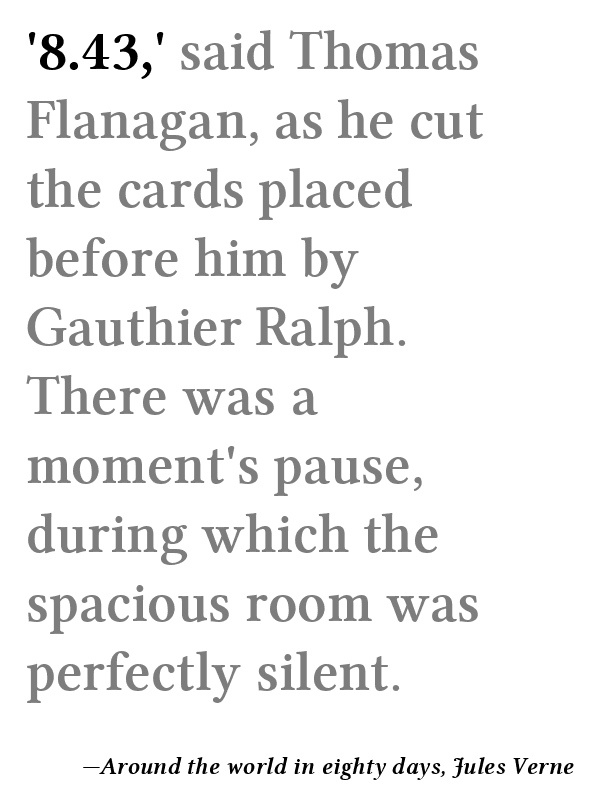 '8.43,' said Thomas
Flanagan, as he cut
the cards placed
before him by
Gauthier Ralph.
There was a
moment's pause,
during which the
spacious room was
perfectly silent.
—Around the world in eighty days, Jules Verne